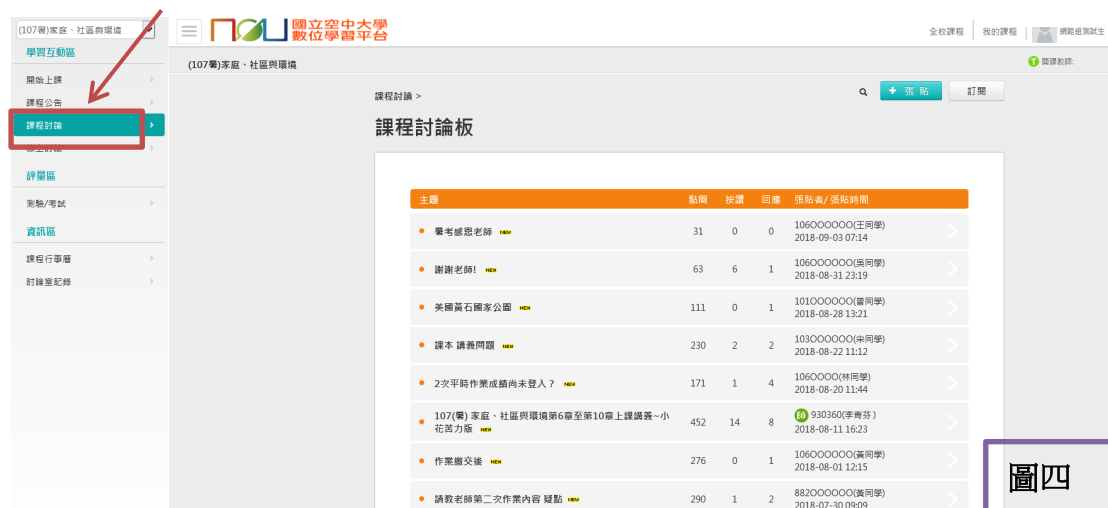 (107暑)家庭、社區與環境
學習互動區
開始上課
課程公告
課程討論
評量區
測驗/考試
資訊區
課程行事曆
討論室記錄
國立空中大學
數位學習平台
全校課程
我的課程
網路組測試生
(107暑)家庭、社區與環境
開課教師:
課程討論 >
+ 張 貼
訂閱
課程討論板
主題 點閱 按讚 回應 張貼者/張貼時間
暑考感恩老師 NEW 31 0 0 106OOOOOO(王同學)
2018-09-03 07:14
謝謝老師! NEW 63 6 1 106OOOOOO(吳同學)
2018-08-31 23:19
美國黃石國家公園 NEW 111 0 1 101OOOOOO(曾同學)
2018-08-28 13:21
課本 講義問題 NEW 230 2 2 103OOOOOO(宋同學)
2018-08-22 11:12
2次平時作業成績尚未登入？ NEW 171 1 4 106OOOO(林同學)
2018-08-20 11:44
107(暑) 家庭、社區與環境第6章至第10章上課講義~小
花苦力版 NEW 452 14 8 師 930360(李青芬)
2018-08-11 16:23
作業繳交後 NEW 276 0 1 106OOOOOO(黃同學)
2018-08-01 12:15
請教老師第二次作業內容 疑點 NEW 290 1 2 882OOOOOO(黃同學)
2018-07-30 09:09
圖四